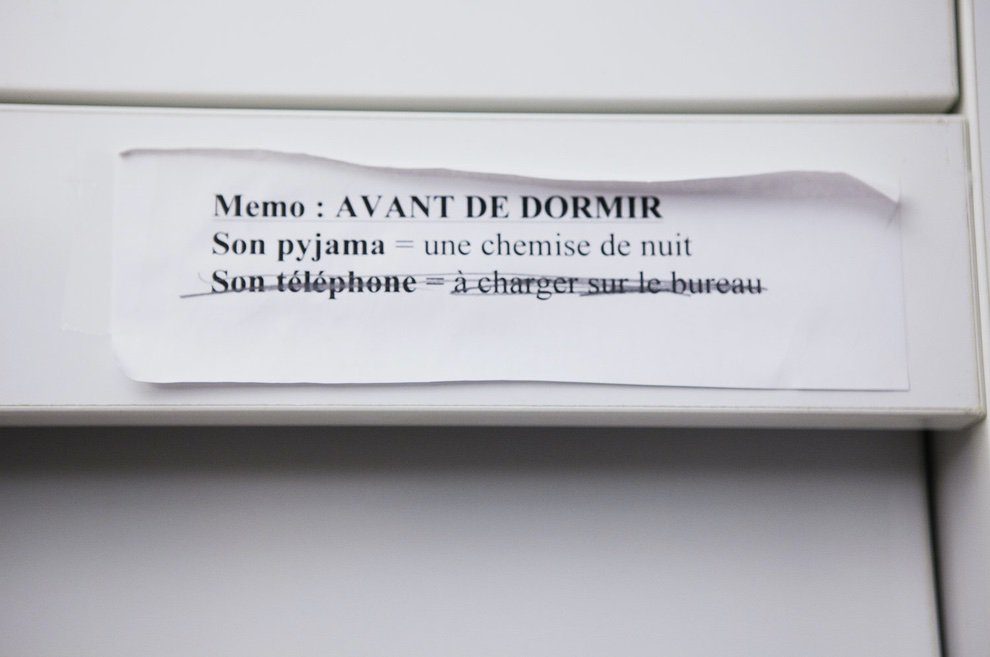 Memo : AVANT DE DORMIR
Son pyjama = une chemise de nuit
Son téléphone = à charger sur le bureau